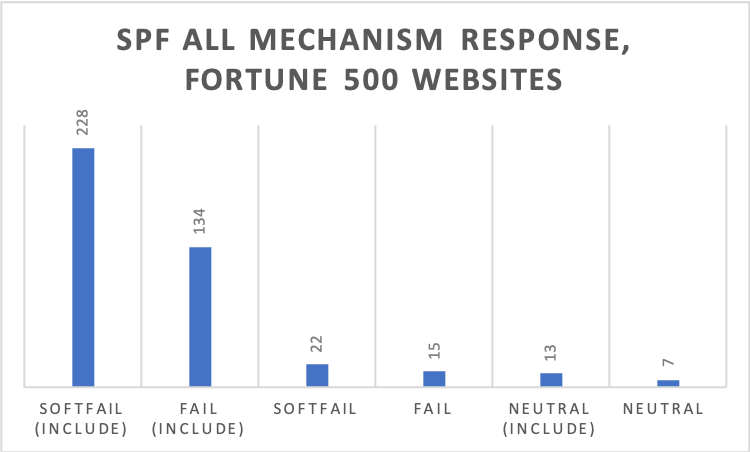 SPF ALL MECHANISM RESPONSE,
FORTUNE 500 WEBSITES
228
134
22
15
13
7
SOFTFAIL
(INCLUDE)
FAIL
(INCLUDE)
SOFTFAIL
FAIL
NEUTRAL
(INCLUDE)
NEUTRAL